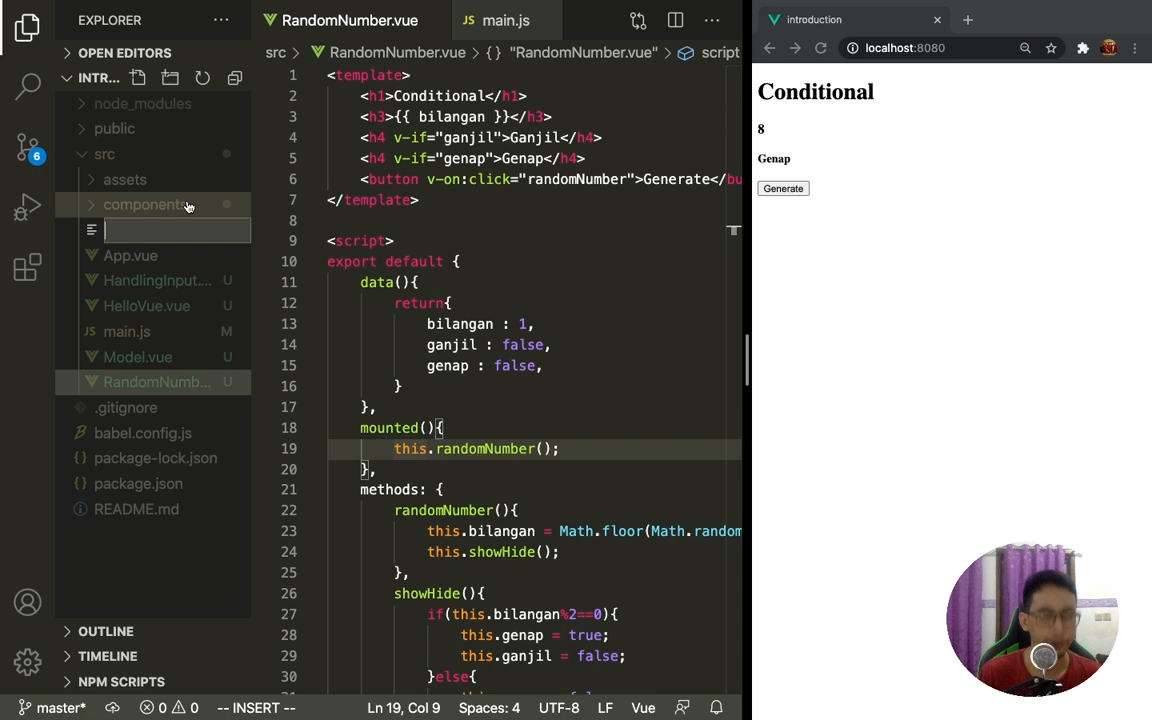 EXPLORER
OPEN EDITORS
INTR...
node_modules
public
src
assets
components
App.vue
HandlingInput.... U
HelloVue.vue U
JS main.js M
Model.vue U
RandomNumb... U
.gitignore
babel.config.js
{} package-lock.json
{} package.json
README.md
OUTLINE
TIMELINE
NPM SCRIPTS
6
RandomNumber.vue
JS main.js
src > RandomNumber.vue > {} "RandomNumber.vue" > script
1 <template>
2 <h1>Conditional</h1>
3 <h3>{{ bilangan }}</h3>
4 <h4 v-if="ganjil">Ganjil</h4>
5 <h4 v-if="genap">Genap</h4>
6 <button v-on:click="randomNumber">Generate</bu
7 </template>
8
9 <script>
10 export default {
11 data(){
12 return{
13 bilangan : 1,
14 ganjil : false,
15 genap : false,
16 }
17 },
18 mounted(){
19 this.randomNumber();
20 },
21 methods: {
22 randomNumber(){
23 this.bilangan = Math.floor(Math.random
24 this.showHide();
25 },
26 showHide(){
27 if(this.bilangan%2==0){
28 this.genap = true;
29 this.ganjil = false;
30 }else{
master* 0 0 -- INSERT -- Ln 19, Col 9 Spaces: 4 UTF-8 LF Vue
introduction
localhost:8080
Conditional
8
Genap
Generate